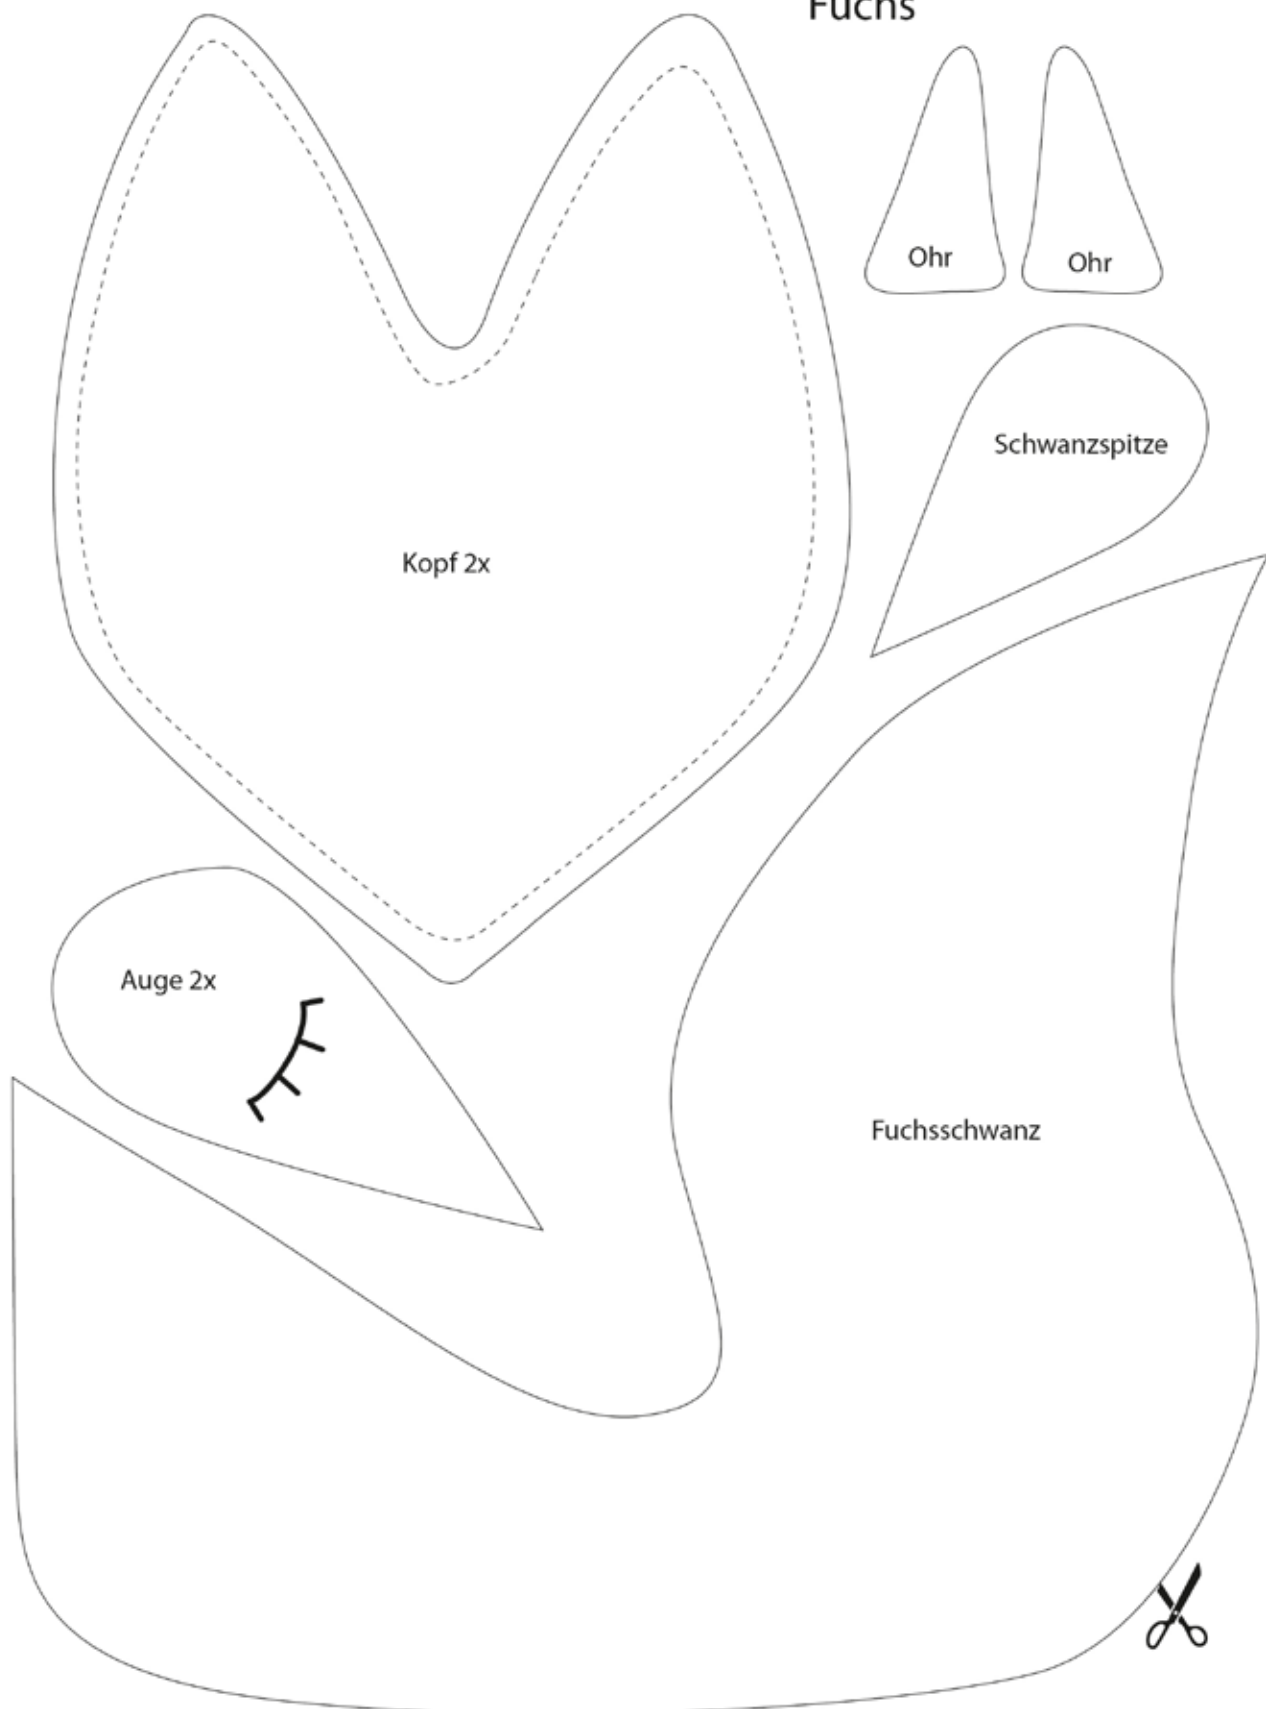 Fuchs
Ohr
Ohr
Schwanzspitze
Kopf 2x
Auge 2x
Fuchsschwanz